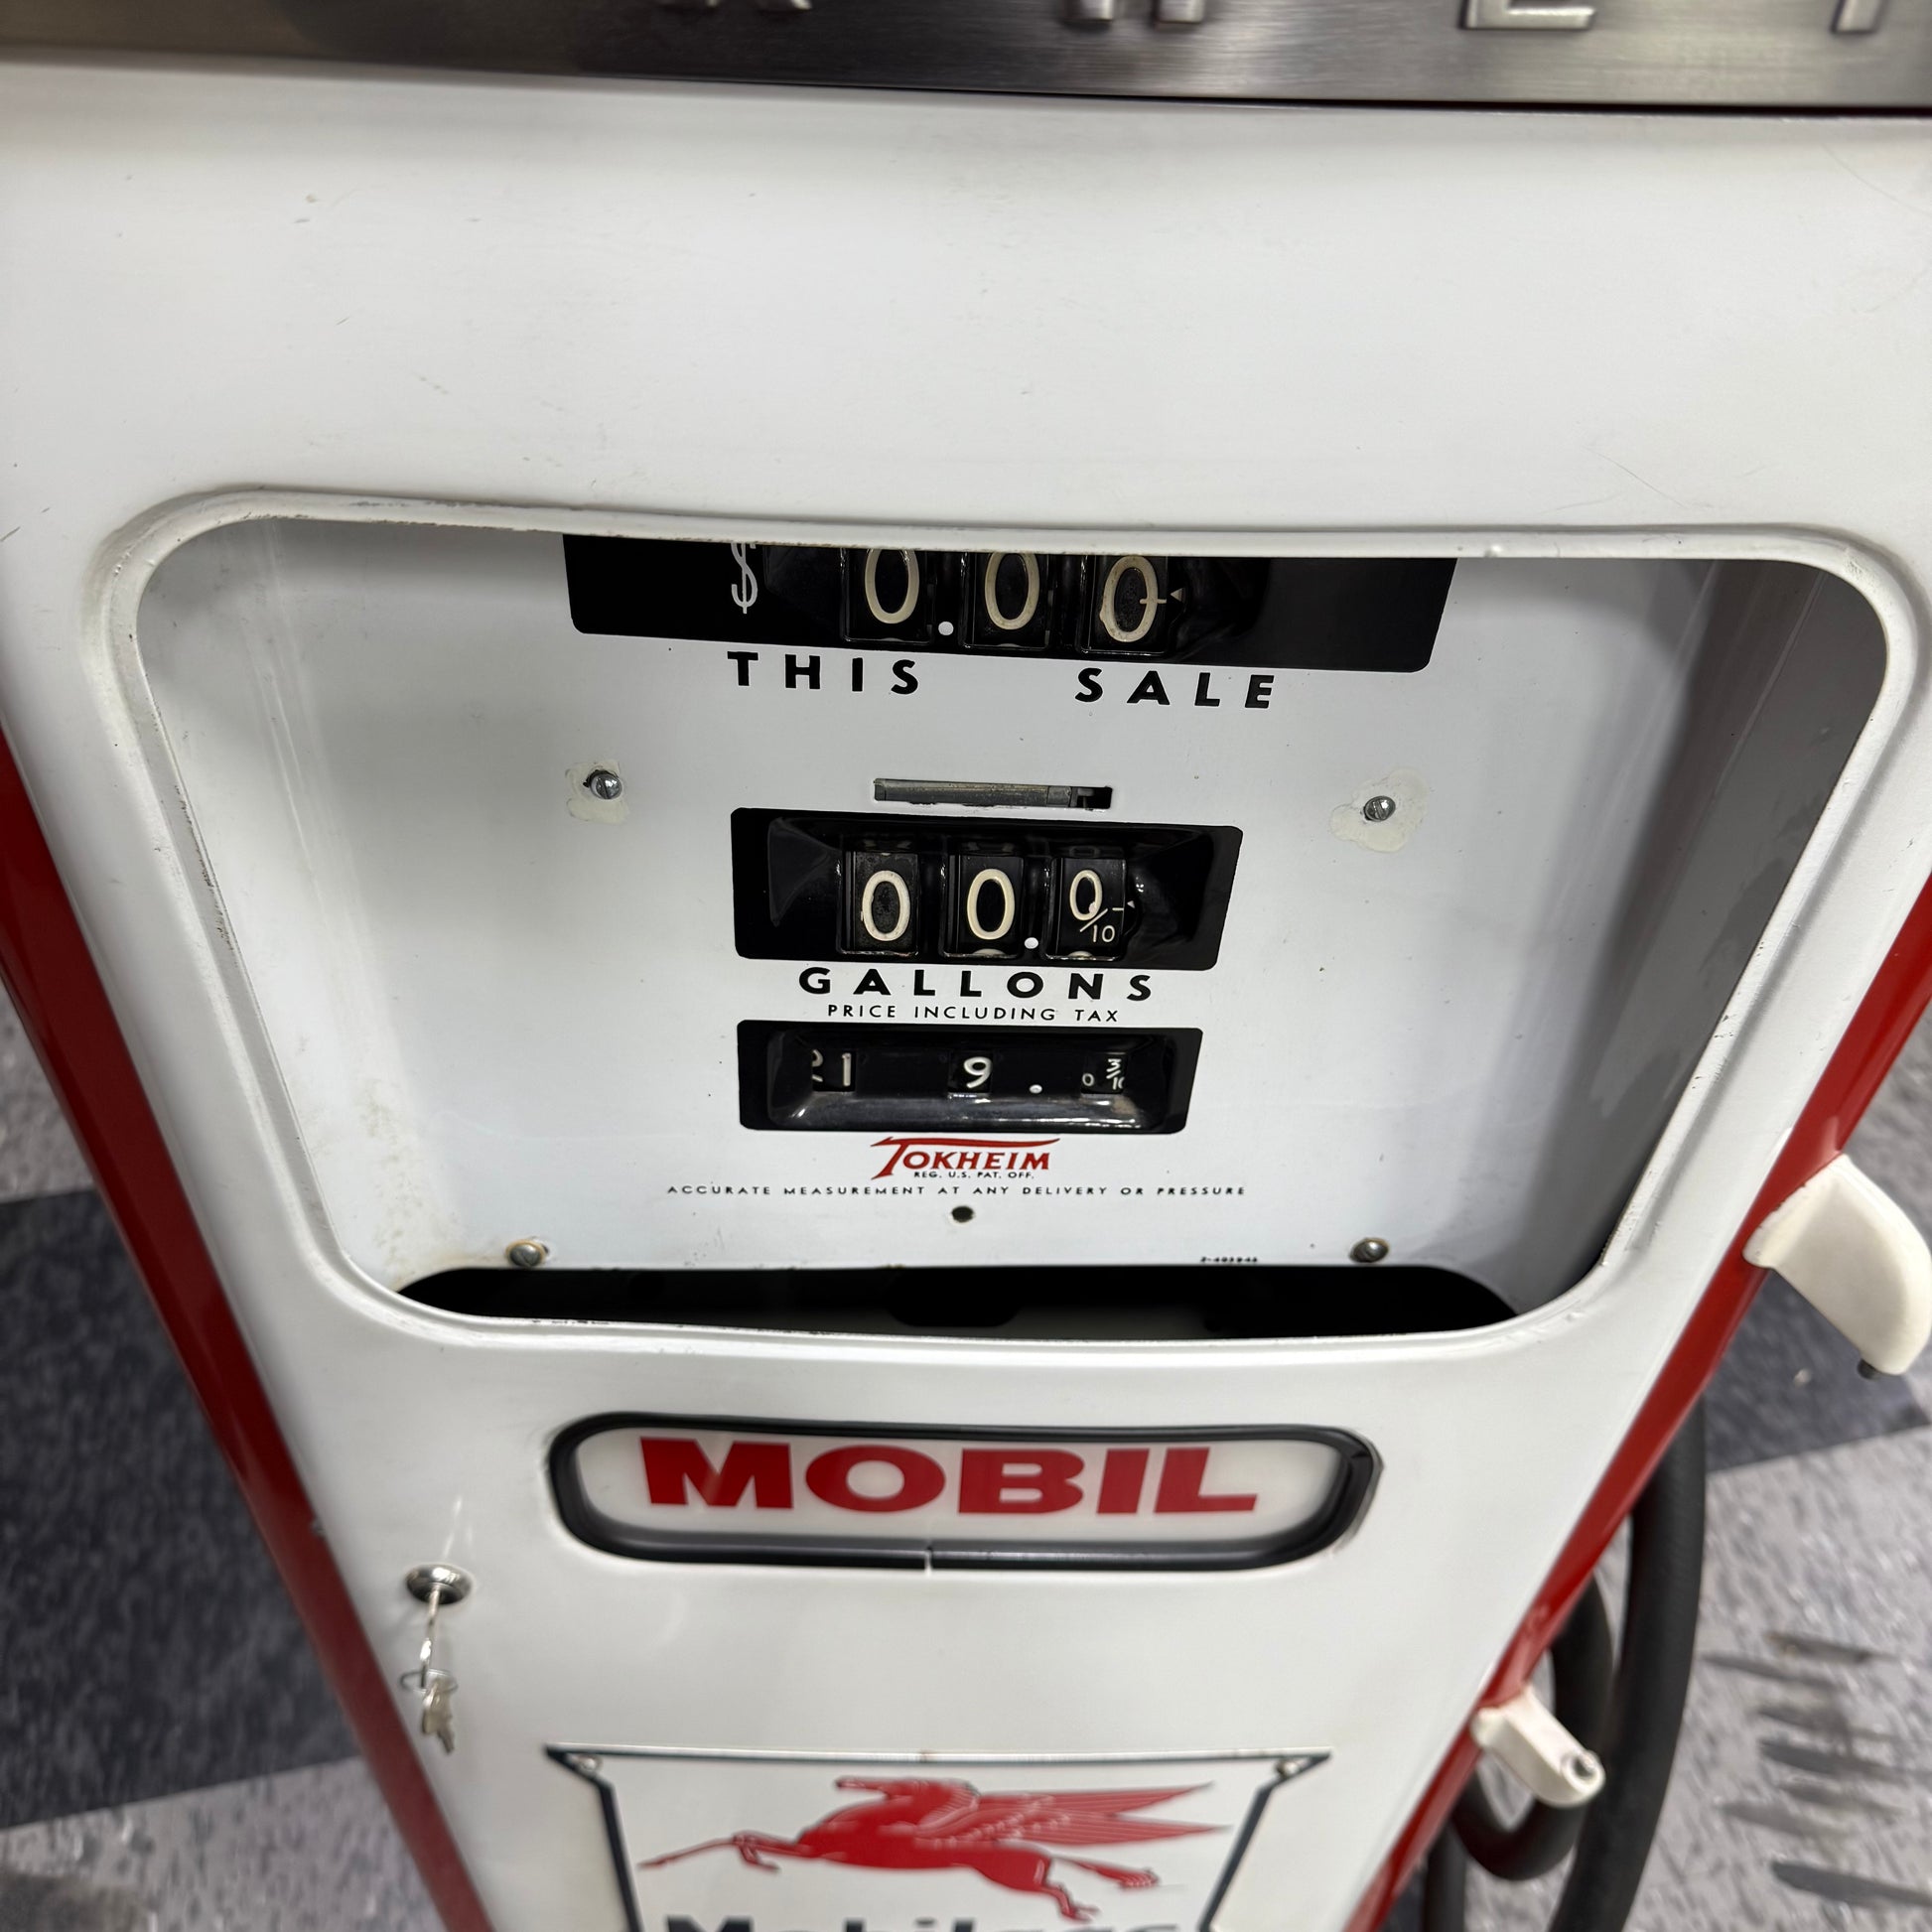 $ 0.00
THIS SALE
00.0/10
GALLONS
PRICE INCLUDING TAX
9.
TOKHEIM
REG. U.S. PAT. OFF.
ACCURATE MEASUREMENT AT ANY DELIVERY OR PRESSURE
MOBIL